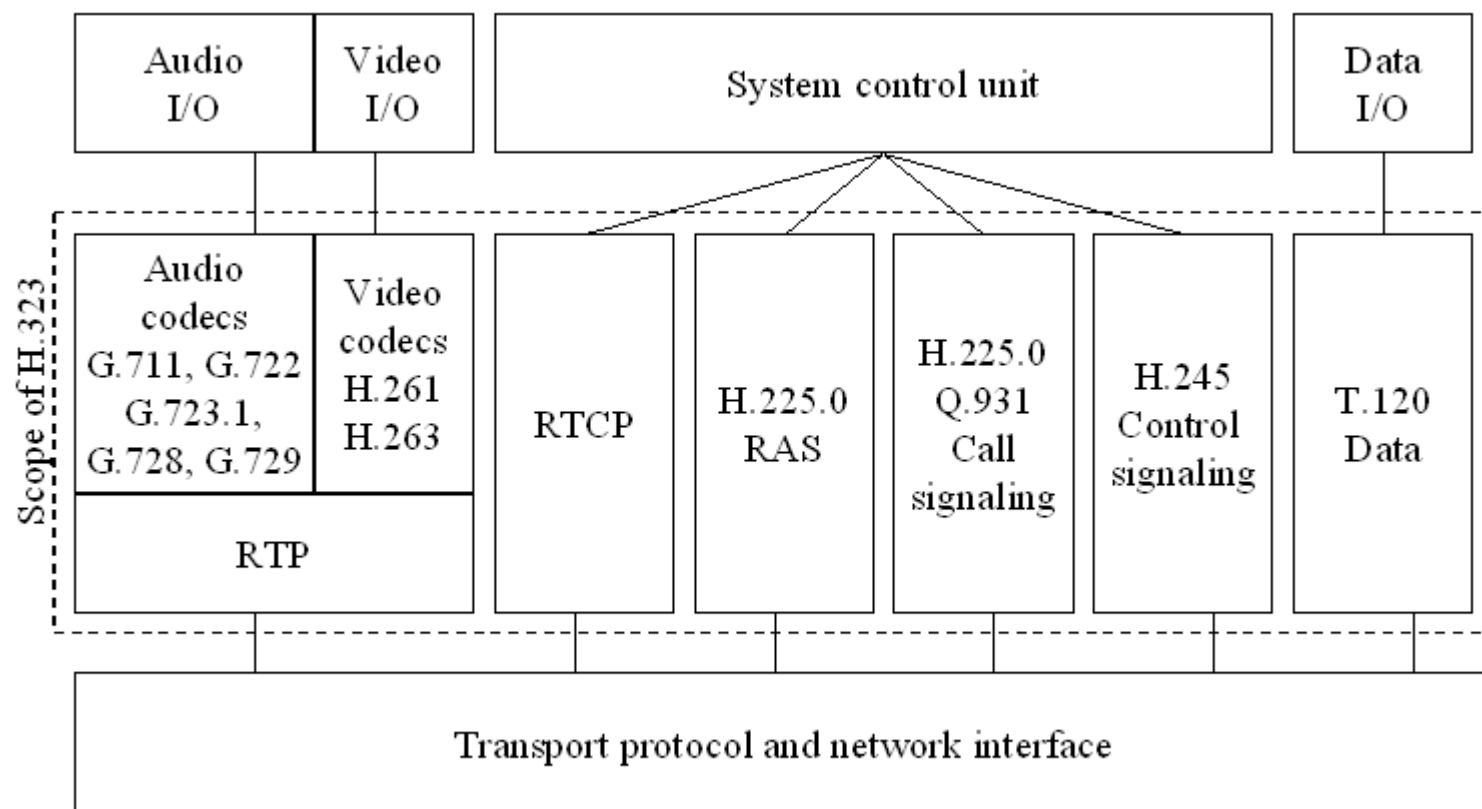 Audio
I/O
Video
I/O
System control unit
Data
I/O
Scope of H.323
Audio
codecs
G.711, G.722
G.723.1,
G.728, G.729
Video
codecs
H.261
H.263
RTP
RTCP
H.225.0
RAS
H.225.0
Q.931
Call
signaling
H.245
Control
signaling
T.120
Data
Transport protocol and network interface